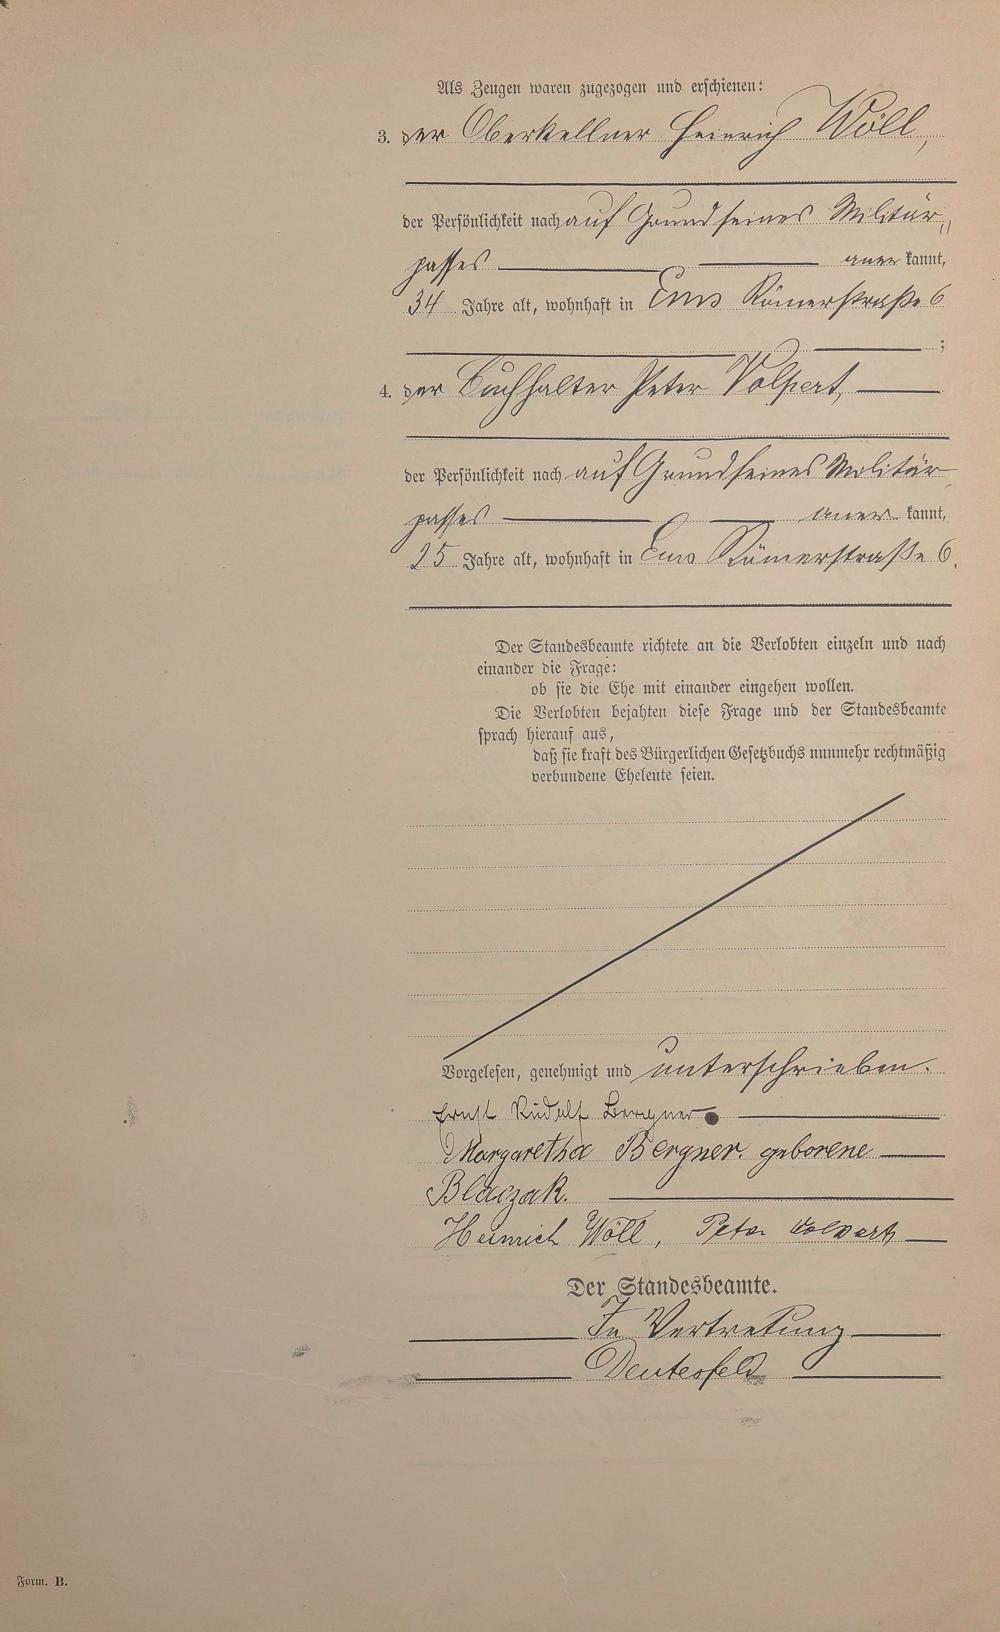 Als Zeugen waren zugezogen und erschienen:
3. der Oberkellner Heinrich Wöll,
der Persönlichkeit nach auf Grund seines Militär„
passes anerkannt,
34 Jahre alt, wohnhaft in Ems Römerstraße 6
;
4. der Buchhalter Peter Volpert,
der Persönlichkeit nach auf Grund seines Militär
passes anerkannt,
25 Jahre alt, wohnhaft in Ems Römerstraße 6.
Der Standesbeamte richtete an die Verlobten einzeln und nach
einander die Frage:
ob sie die Ehe mit einander eingehen wollen.
Die Verlobten bejahten diese Frage und der Standesbeamte
sprach hierauf aus,
daß sie kraft des Bürgerlichen Gesetzbuchs nunmehr rechtmäßig
verbundene Eheleute seien.
Vorgelesen, genehmigt und unterschrieben.
Ernst Rudolf Bergner
Margaretha Bergner. geborene
Blaczak.
Heinrich Wöll, Peter Volpert
Der Standesbeamte.
In Vertretung
Deutesfeld
Form. B.